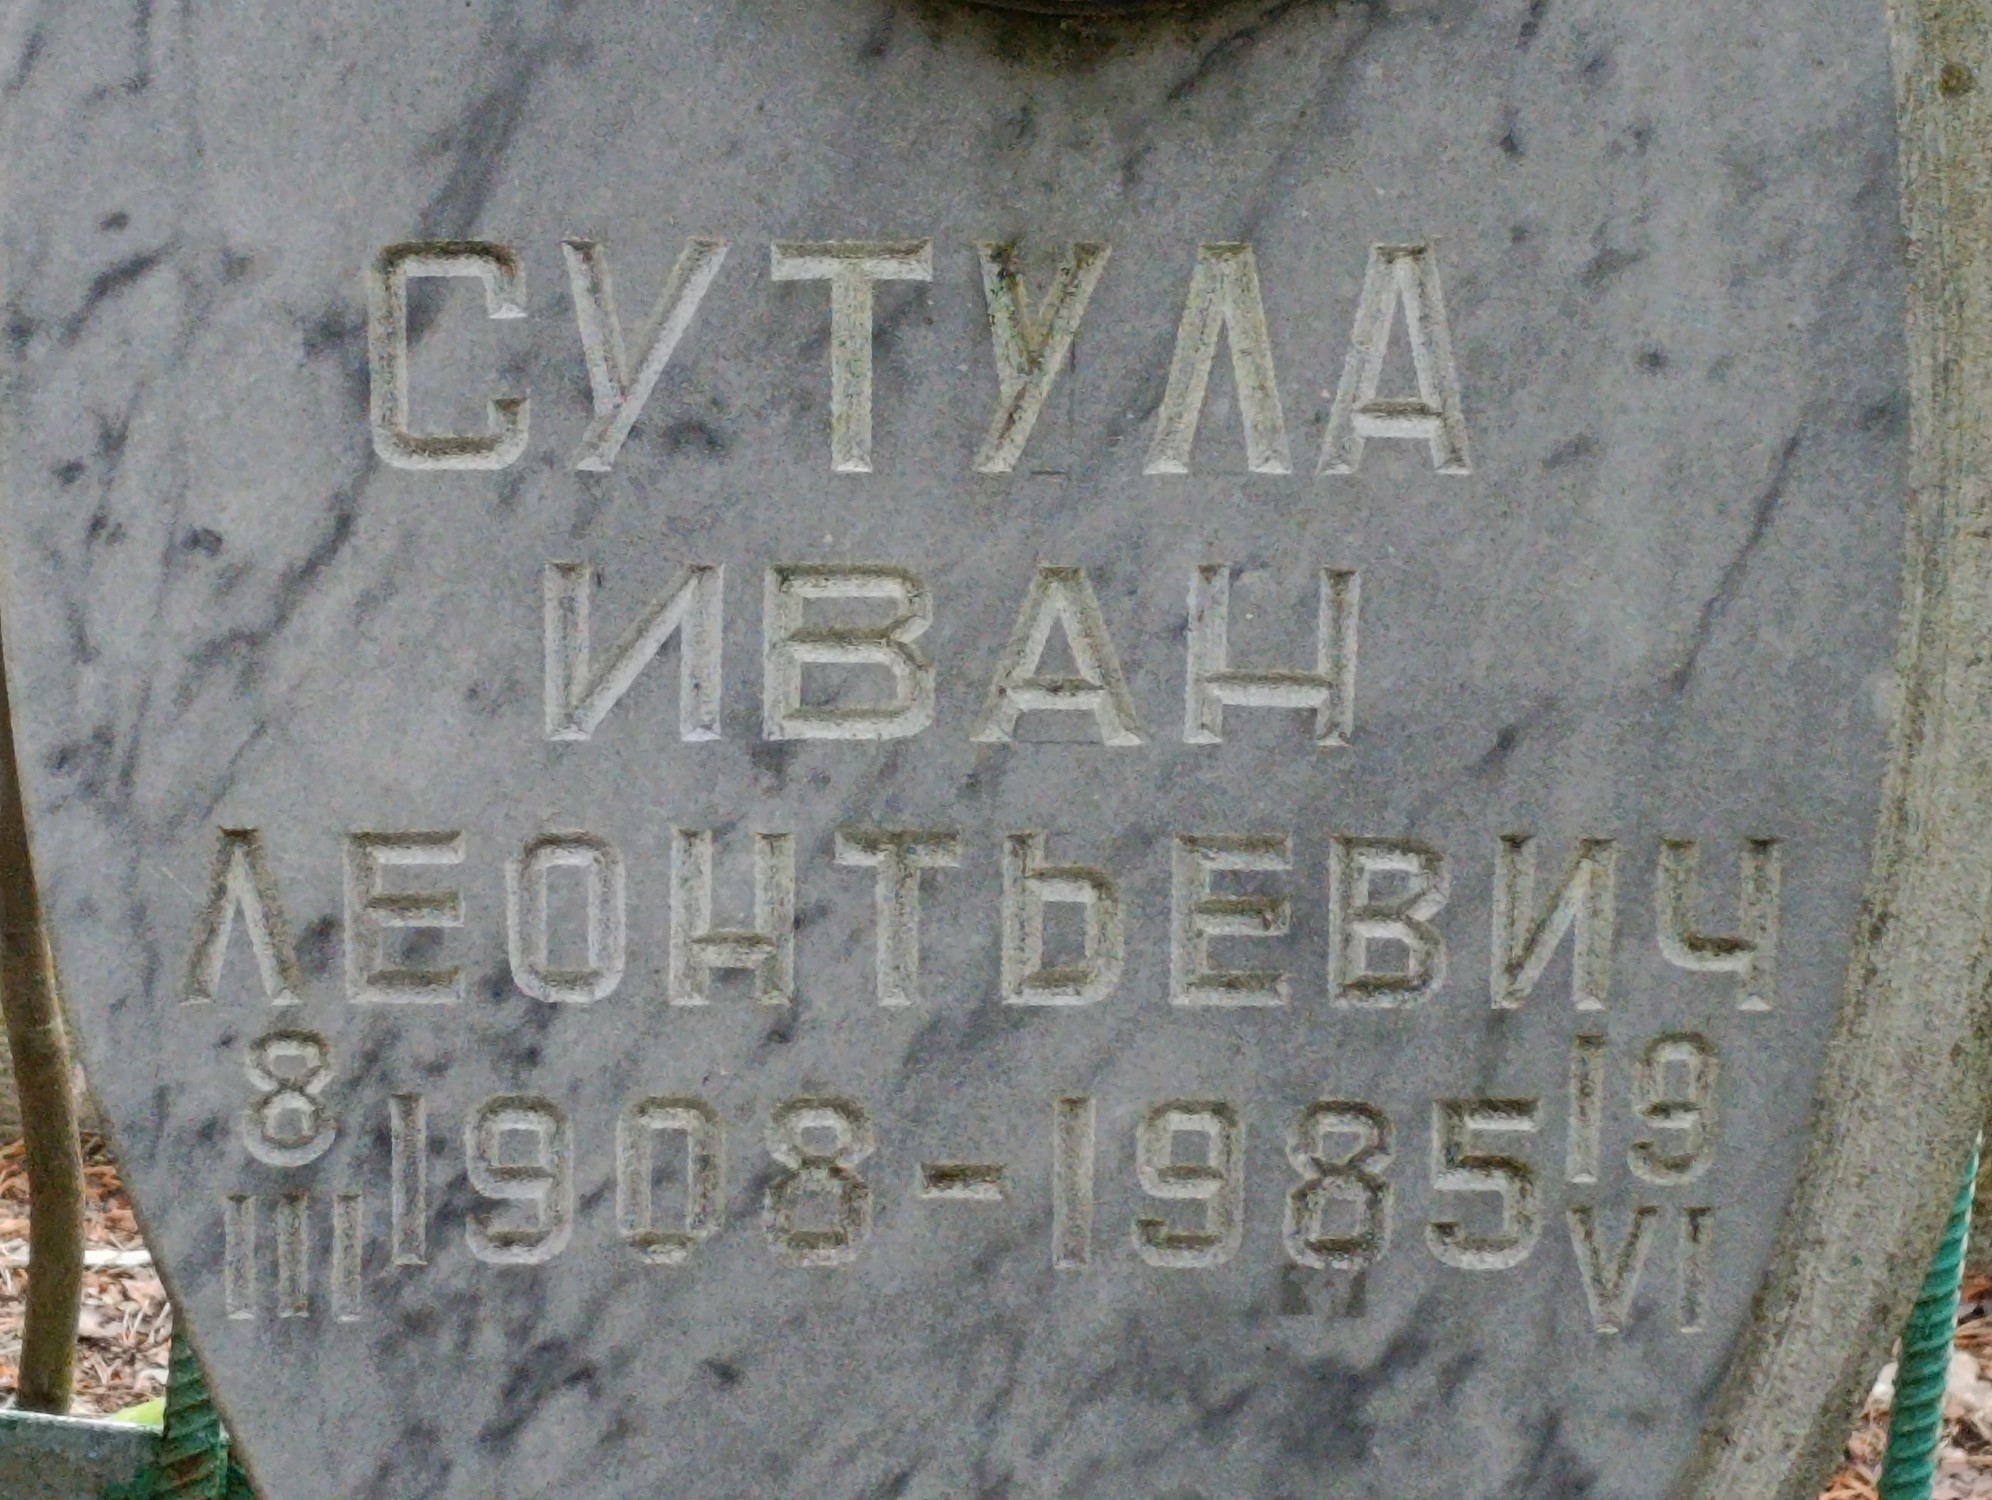 СУТУЛА
ИВАН
ЛЕОНТЬЕВИЧ
8 III 1908 - 1985 19 VI